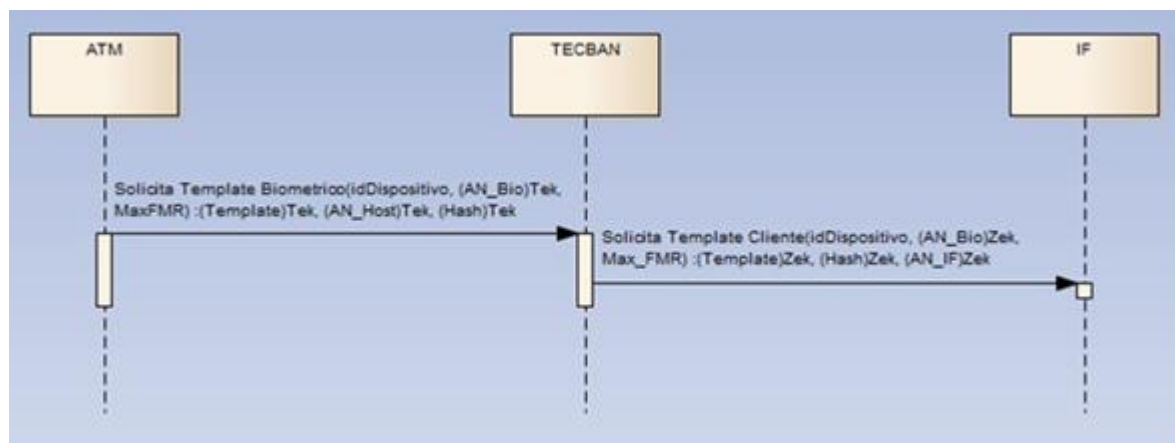 ATM
TECBAN
IF
Solicita Template Biometrico(idDispositivo, (AN_Bio)Tek,
MaxFMR) :(Template)Tek, (AN_Host)Tek, (Hash)Tek
Solicita Template Cliente(idDispositivo, (AN_Bio)Zek,
Max_FMR) :(Template)Zek, (Hash)Zek, (AN_IF)Zek